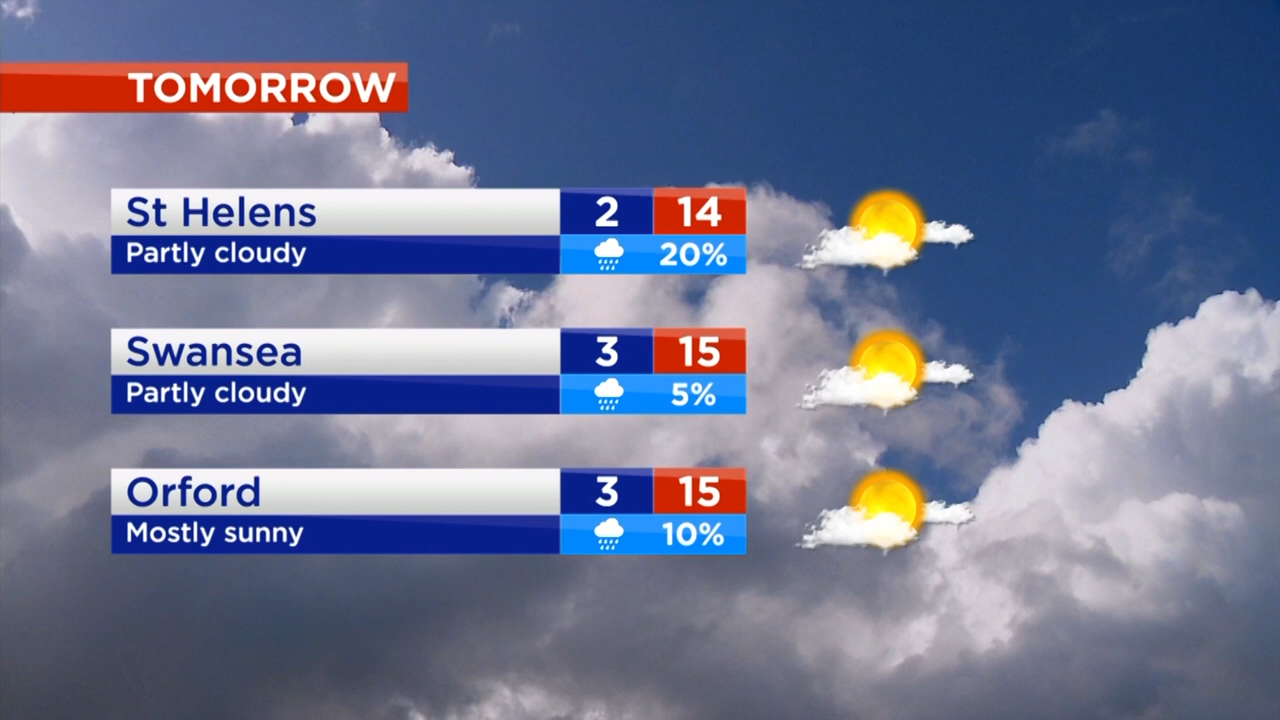 TOMORROW
St Helens 2 14
Partly cloudy 20%
Swansea 3 15
Partly cloudy 5%
Orford 3 15
Mostly sunny 10%